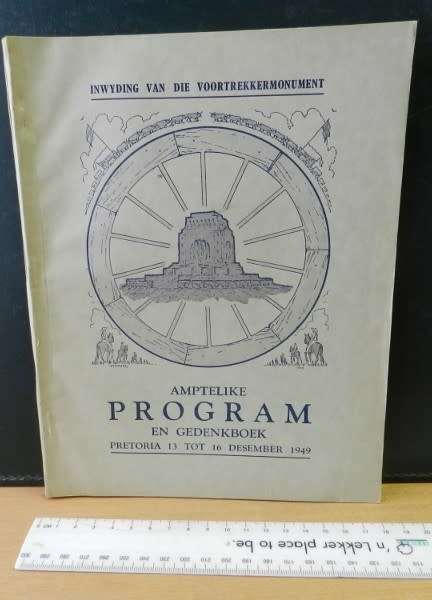 INWYDING VAN DIE VOORTREKKERMONUMENT
AMPTELIKE
PROGRAM
EN GEDENKBOEK
PRETORIA 13 TOT 16 DESEMBER 1949
'n Lekker place to be.